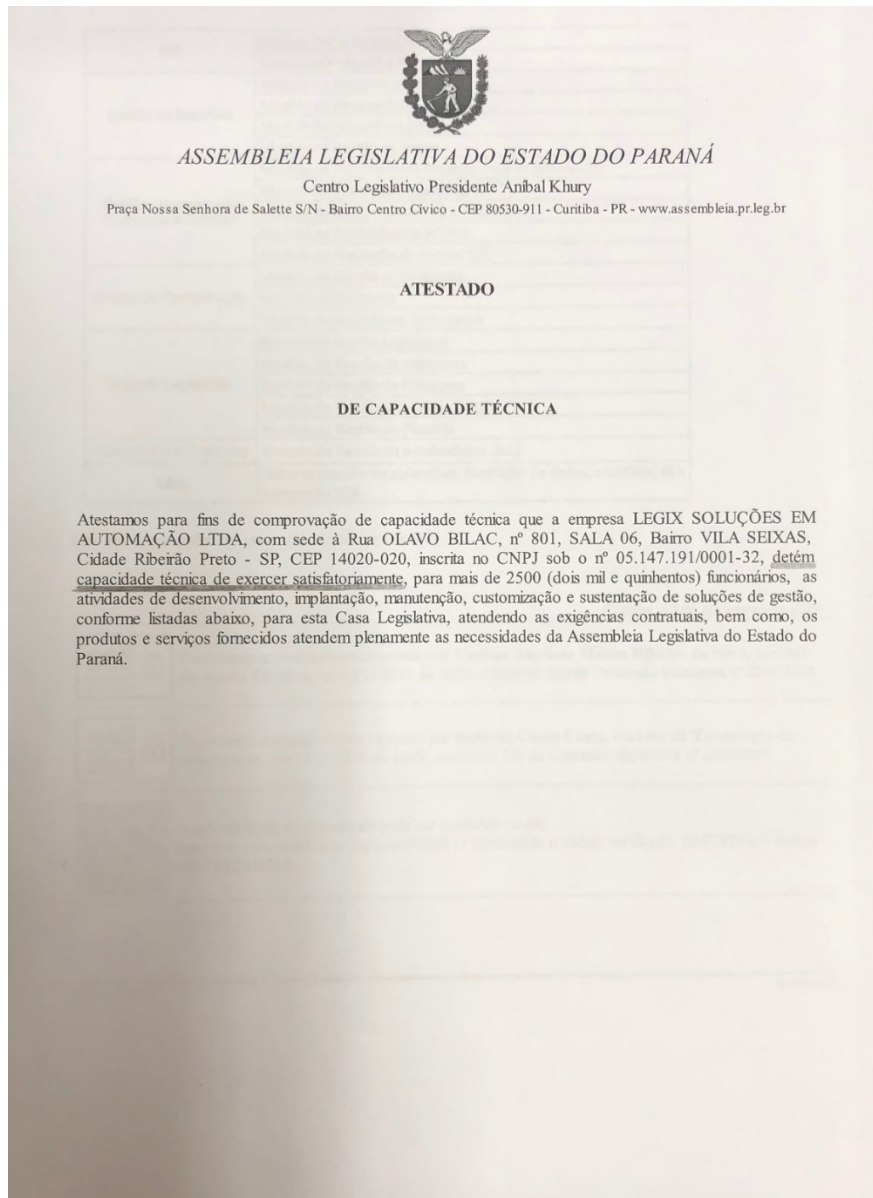 ASSEMBLEIA LEGISLATIVA DO ESTADO DO PARANÁ
Centro Legislativo Presidente Aníbal Khury
Praça Nossa Senhora de Salette S/N - Bairro Centro Cívico - CEP 80530-911 - Curitiba - PR - www.assembleia.pr.leg.br
ATESTADO
DE CAPACIDADE TÉCNICA
Atestamos para fins de comprovação de capacidade técnica que a empresa LEGIX SOLUÇÕES EM
AUTOMAÇÃO LTDA, com sede à Rua OLAVO BILAC, nº 801, SALA 06, Bairro VILA SEIXAS,
Cidade Ribeirão Preto - SP, CEP 14020-020, inscrita no CNPJ sob o nº 05.147.191/0001-32, detém
capacidade técnica de exercer satisfatoriamente, para mais de 2500 (dois mil e quinhentos) funcionários, as
atividades de desenvolvimento, implantação, manutenção, customização e sustentação de soluções de gestão,
conforme listadas abaixo, para esta Casa Legislativa, atendendo as exigências contratuais, bem como, os
produtos e serviços fornecidos atendem plenamente as necessidades da Assembleia Legislativa do Estado do
Paraná.